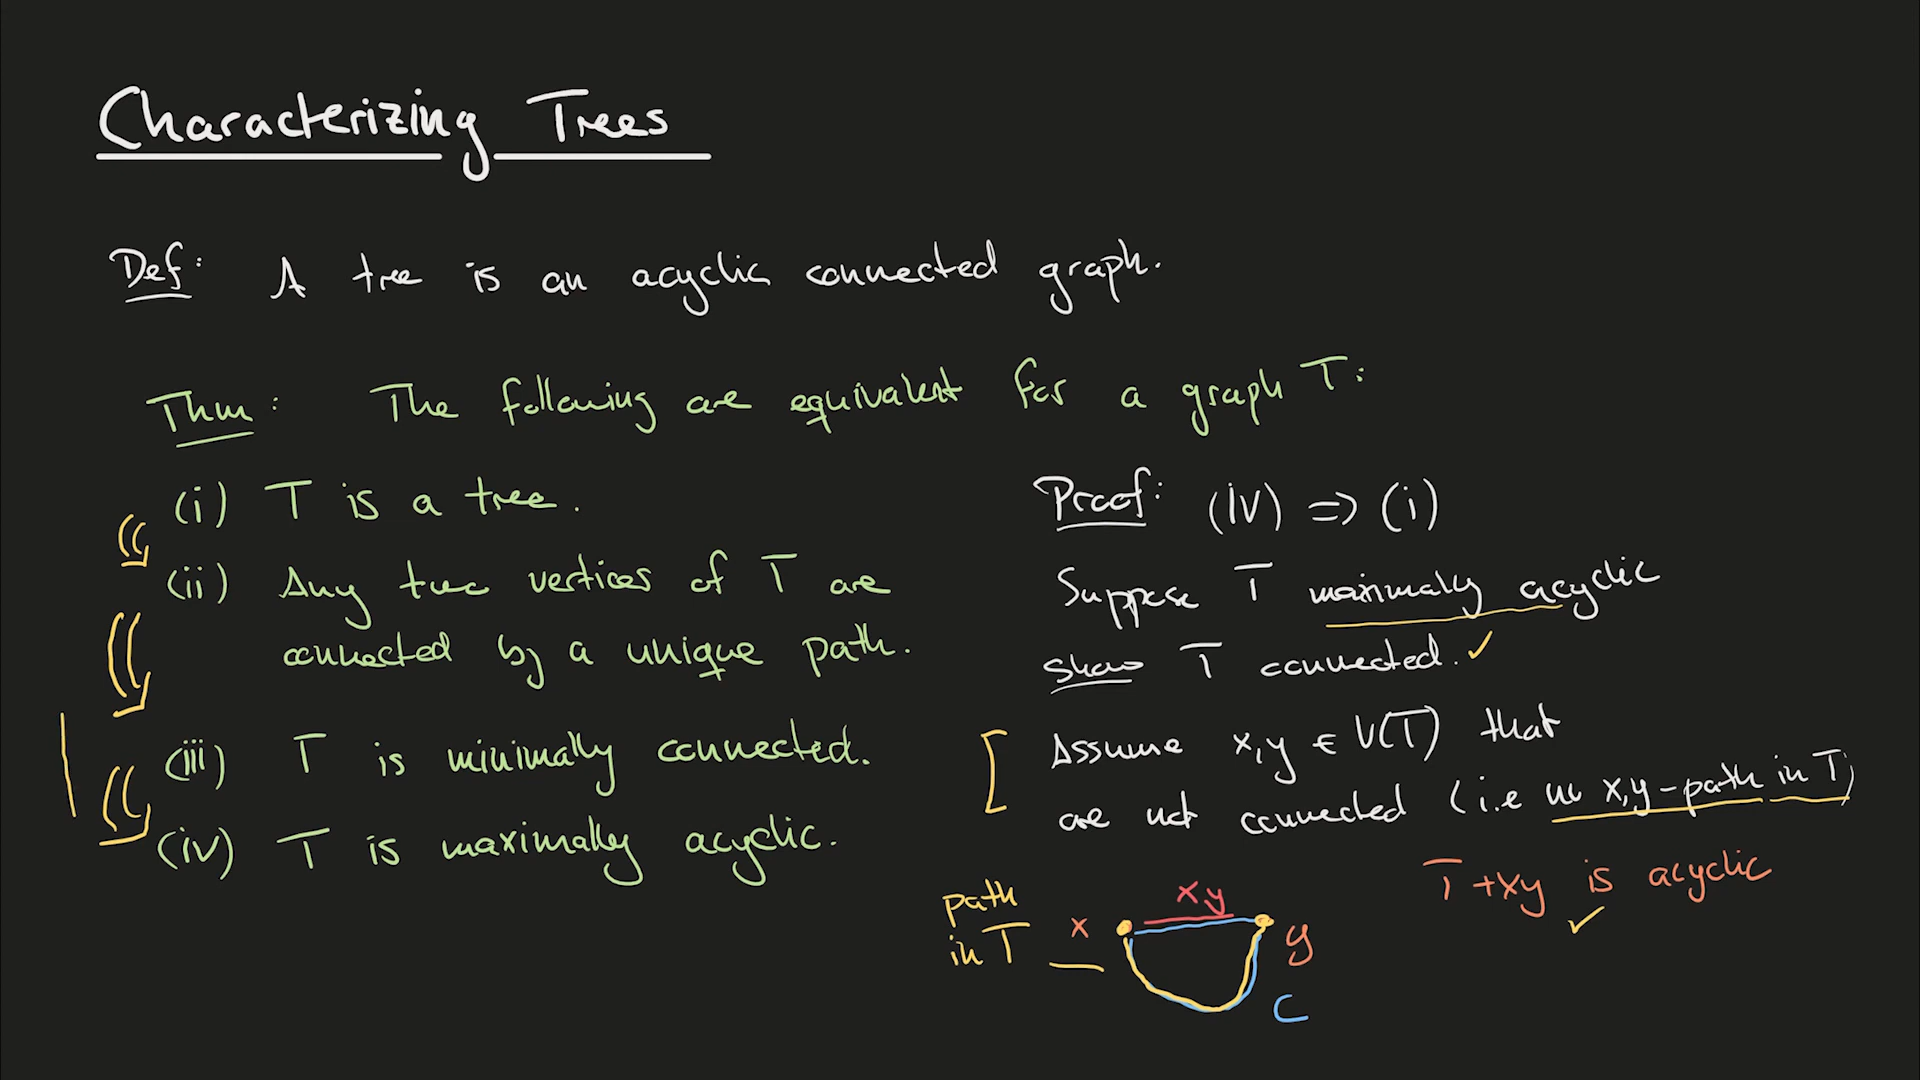 Characterizing Trees
Def: A tree is an acyclic connected graph.
Thm: The following are equivalent for a graph T:
(i) T is a tree.
(ii) Any two vertices of T are
connected by a unique path.
(iii) T is minimally connected.
(iv) T is maximally acyclic.
Proof: (iv) => (i)
Suppose T maximaly acyclic
Show T connected. ✓
Assume x,y ∈ V(T) that
are not connected (i.e no x,y-path in T)
T+xy is acyclic
✓
path
in T
x
xy
y
C